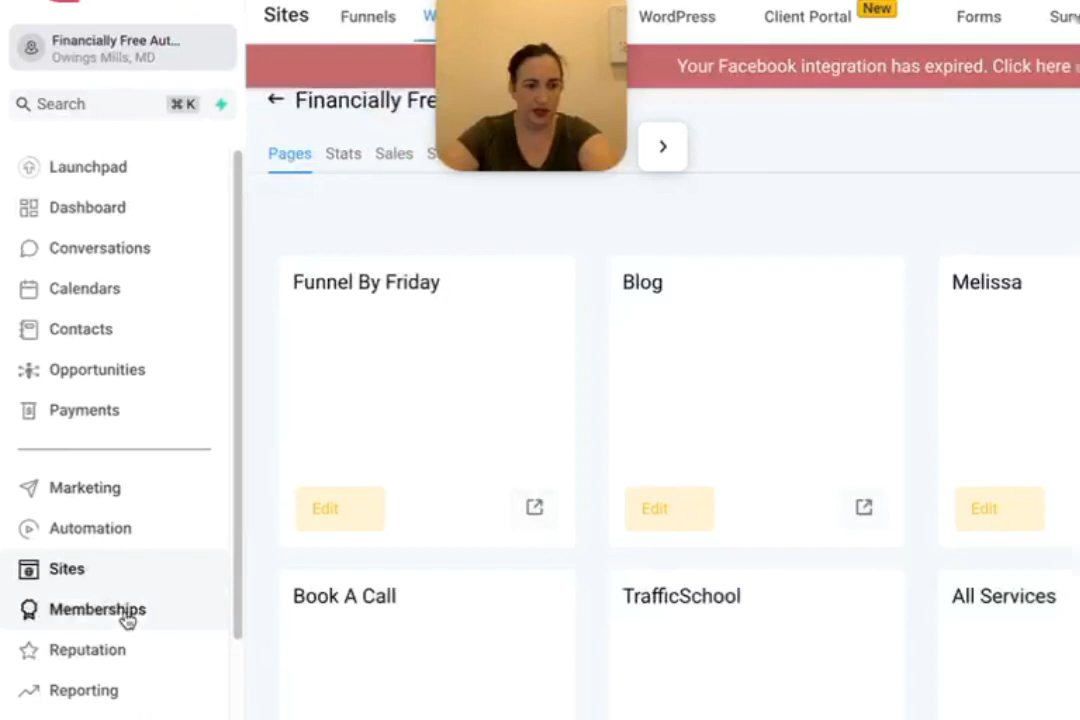 Financially Free Aut...
Owings Mills, MD
Search
⌘ K
Launchpad
Dashboard
Conversations
Calendars
Contacts
Opportunities
Payments
Marketing
Automation
Sites
Memberships
Reputation
Reporting
Sites
Funnels
WordPress
Client Portal
New
Forms
Your Facebook integration has expired. Click here
← Financially Fre
Pages
Stats
Sales
Funnel By Friday
Blog
Melissa
Edit
Edit
Edit
Book A Call
TrafficSchool
All Services